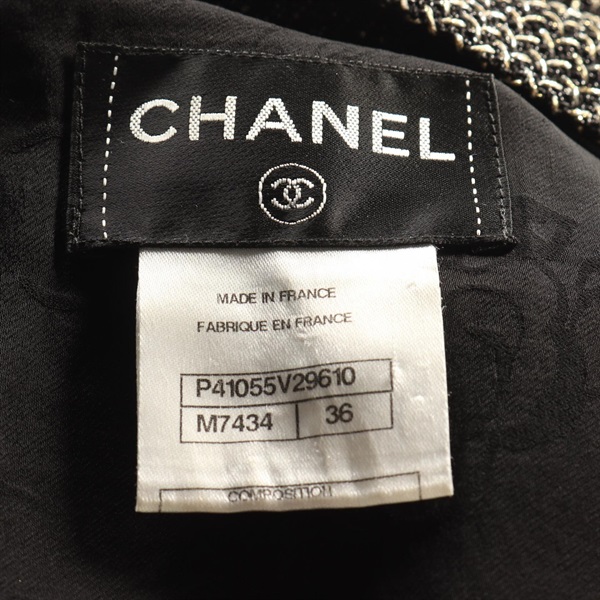 CHANEL
MADE IN FRANCE
FABRIQUE EN FRANCE
P41055V29610
M7434 36
COMPOSITION